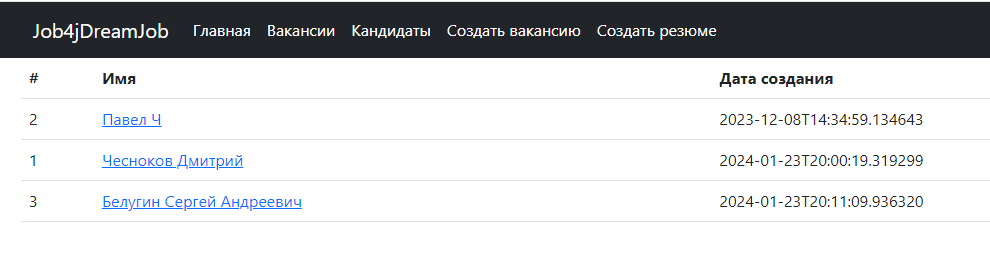 Job4jDreamJob Главная Вакансии Кандидаты Создать вакансию Создать резюме
# Имя Дата создания
2 Павел Ч 2023-12-08T14:34:59.134643
1 Чесноков Дмитрий 2024-01-23T20:00:19.319299
3 Белугин Сергей Андреевич 2024-01-23T20:11:09.936320